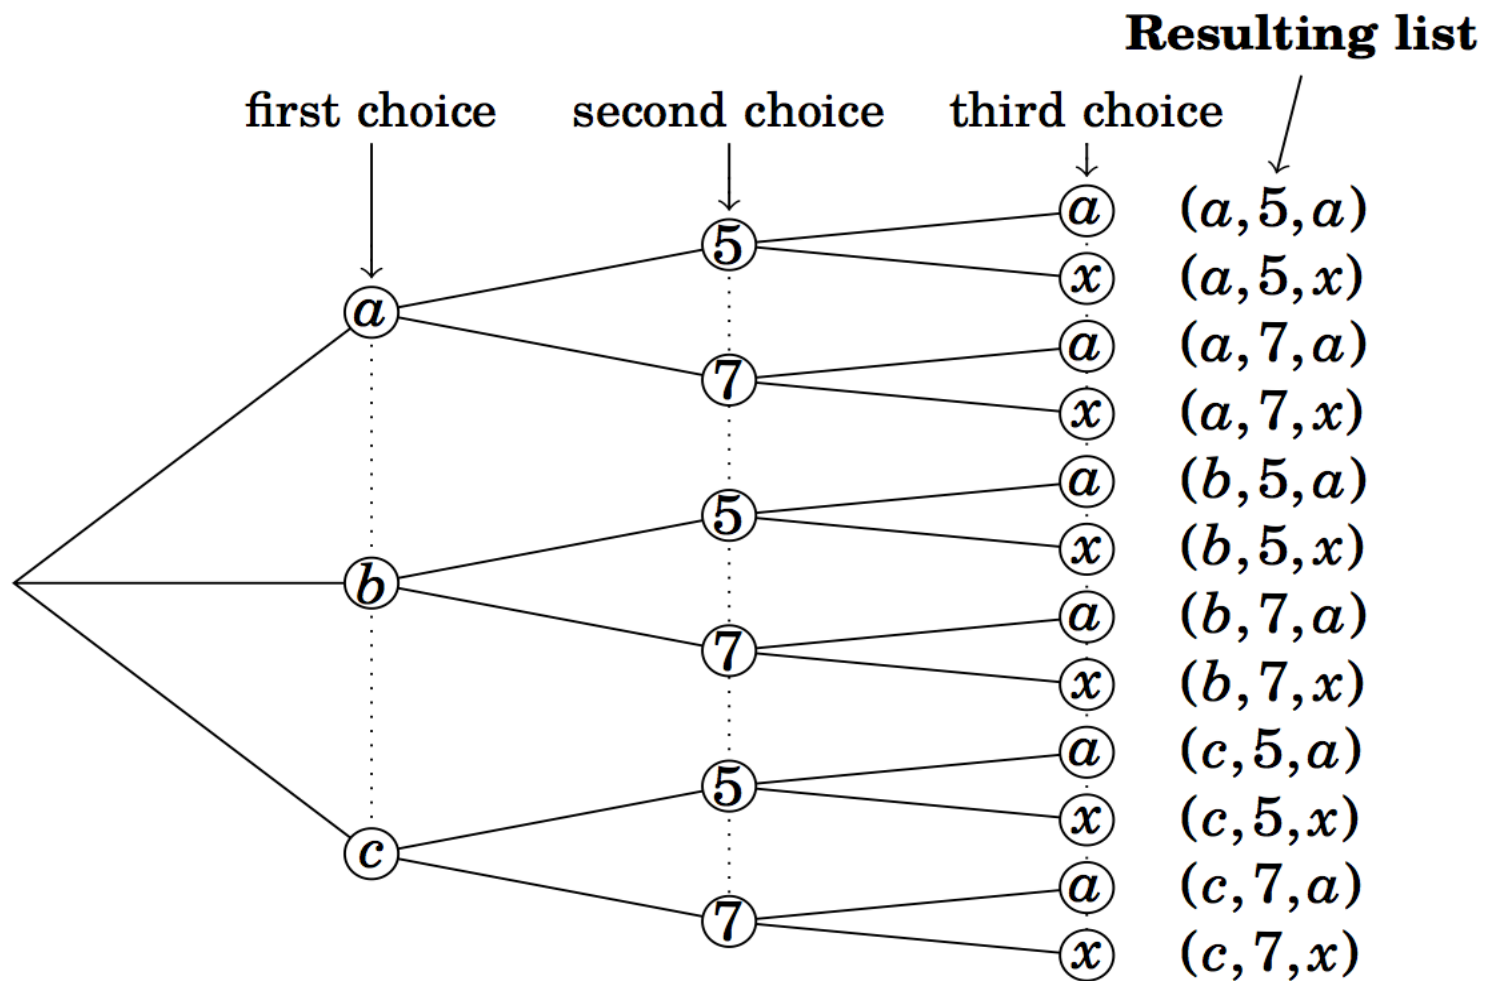 Resulting list
first choice second choice third choice
a 5 a (a, 5, a)
x (a, 5, x)
7 a (a, 7, a)
x (a, 7, x)
b 5 a (b, 5, a)
x (b, 5, x)
7 a (b, 7, a)
x (b, 7, x)
c 5 a (c, 5, a)
x (c, 5, x)
7 a (c, 7, a)
x (c, 7, x)